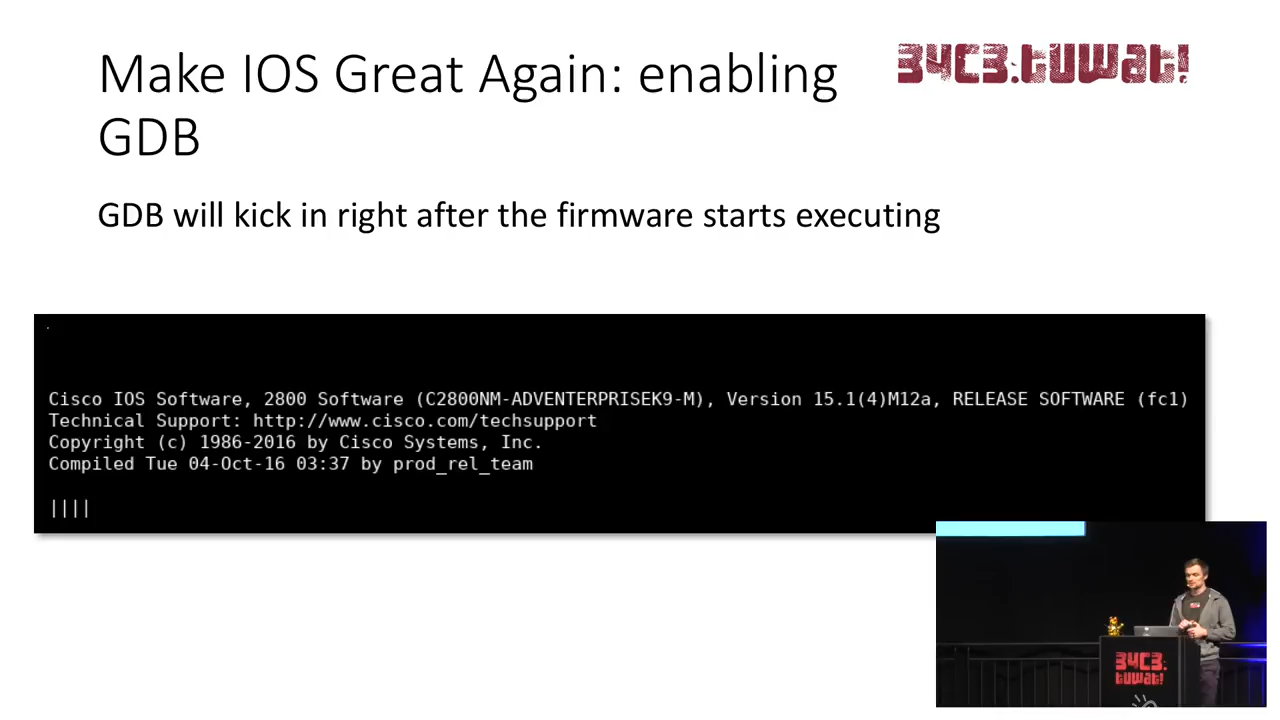 Make IOS Great Again: enabling
GDB
34C3.tuwat!
GDB will kick in right after the firmware starts executing
Cisco IOS Software, 2800 Software (C2800NM-ADVENTERPRISEK9-M), Version 15.1(4)M12a, RELEASE SOFTWARE (fc1)
Technical Support: http://www.cisco.com/techsupport
Copyright (c) 1986-2016 by Cisco Systems, Inc.
Compiled Tue 04-Oct-16 03:37 by prod_rel_team
||||
34C3.
tuwat!